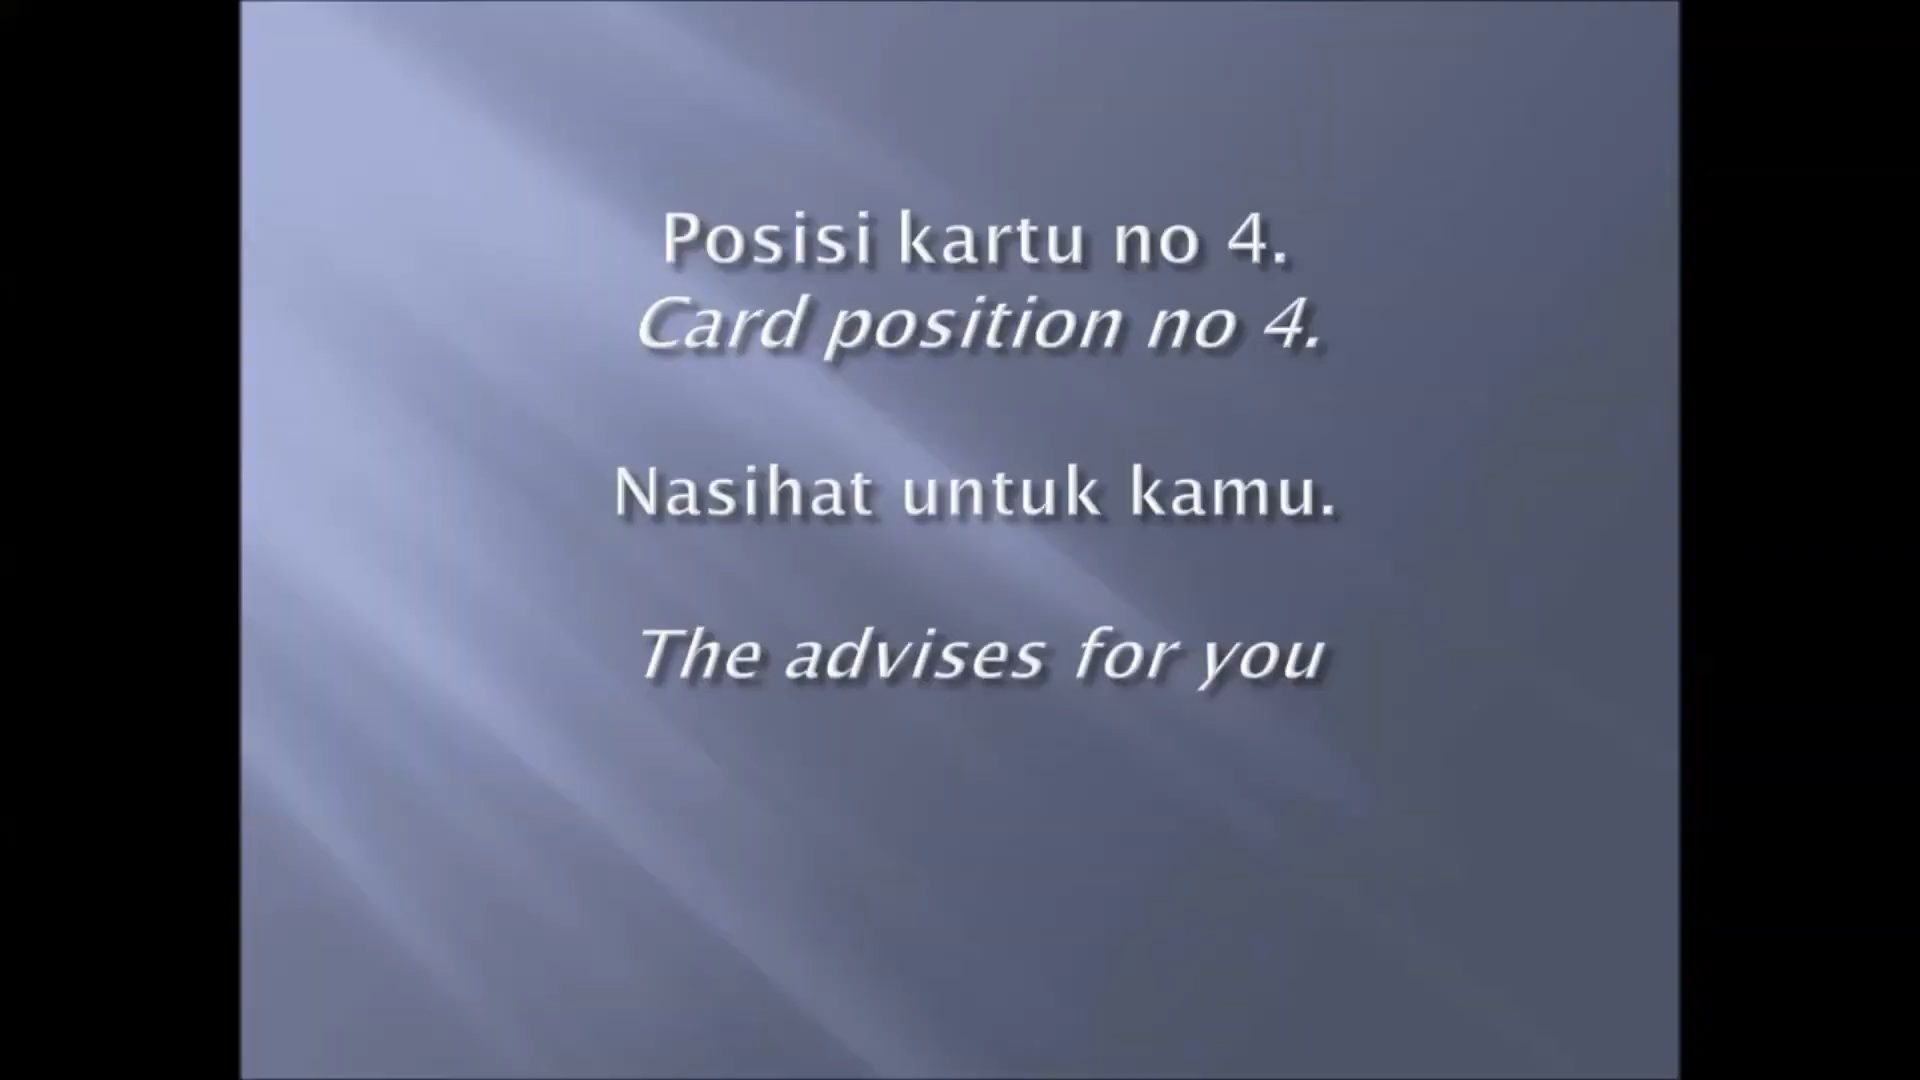 Posisi kartu no 4.
Card position no 4.
Nasihat untuk kamu.
The advises for you